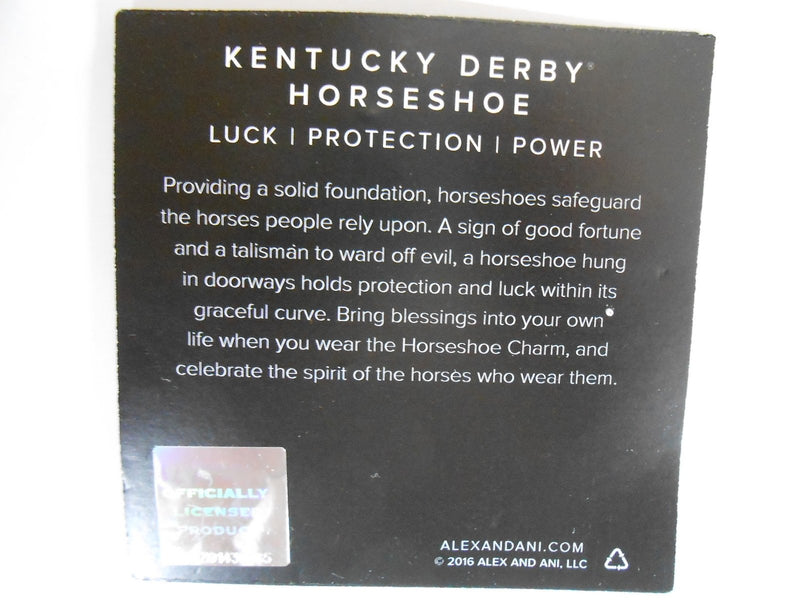 KENTUCKY DERBY®
HORSESHOE
LUCK | PROTECTION | POWER
Providing a solid foundation, horseshoes safeguard
the horses people rely upon. A sign of good fortune
and a talisman to ward off evil, a horseshoe hung
in doorways holds protection and luck within its
graceful curve. Bring blessings into your own
life when you wear the Horseshoe Charm, and
celebrate the spirit of the horses who wear them.
OFFICIALLY
LICENSED
PRODUCT
ALEXANDANI.COM
© 2016 ALEX AND ANI, LLC